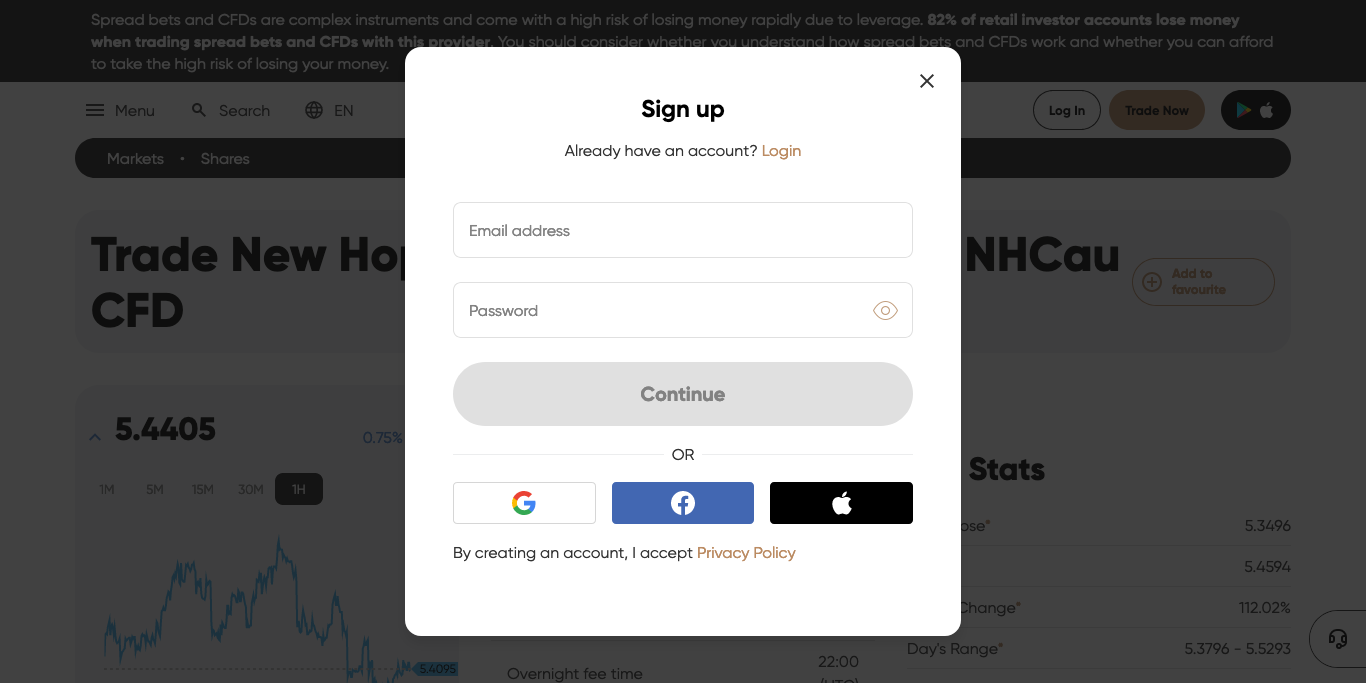 Spread bets and CFDs are complex instruments and come with a high risk of losing money rapidly due to leverage. 82% of retail investor accounts lose money
when trading spread bets and CFDs with this provider. You should consider whether you understand how spread bets and CFDs work and whether you can afford
to take the high risk of losing your money.
Menu
Search
EN
Log In
Trade Now
Markets • Shares
Trade New
NHCau
CFD
Add to
favourite
5.4405
0.75%
1M
5M
15M
30M
1H
5.4095
Stats
5.3496
5.4594
Change*
112.02%
Day's Range*
5.3796 - 5.5293
Overnight fee time
22:00
Sign up
Already have an account? Login
Email address
Password
Continue
OR
By creating an account, I accept Privacy Policy